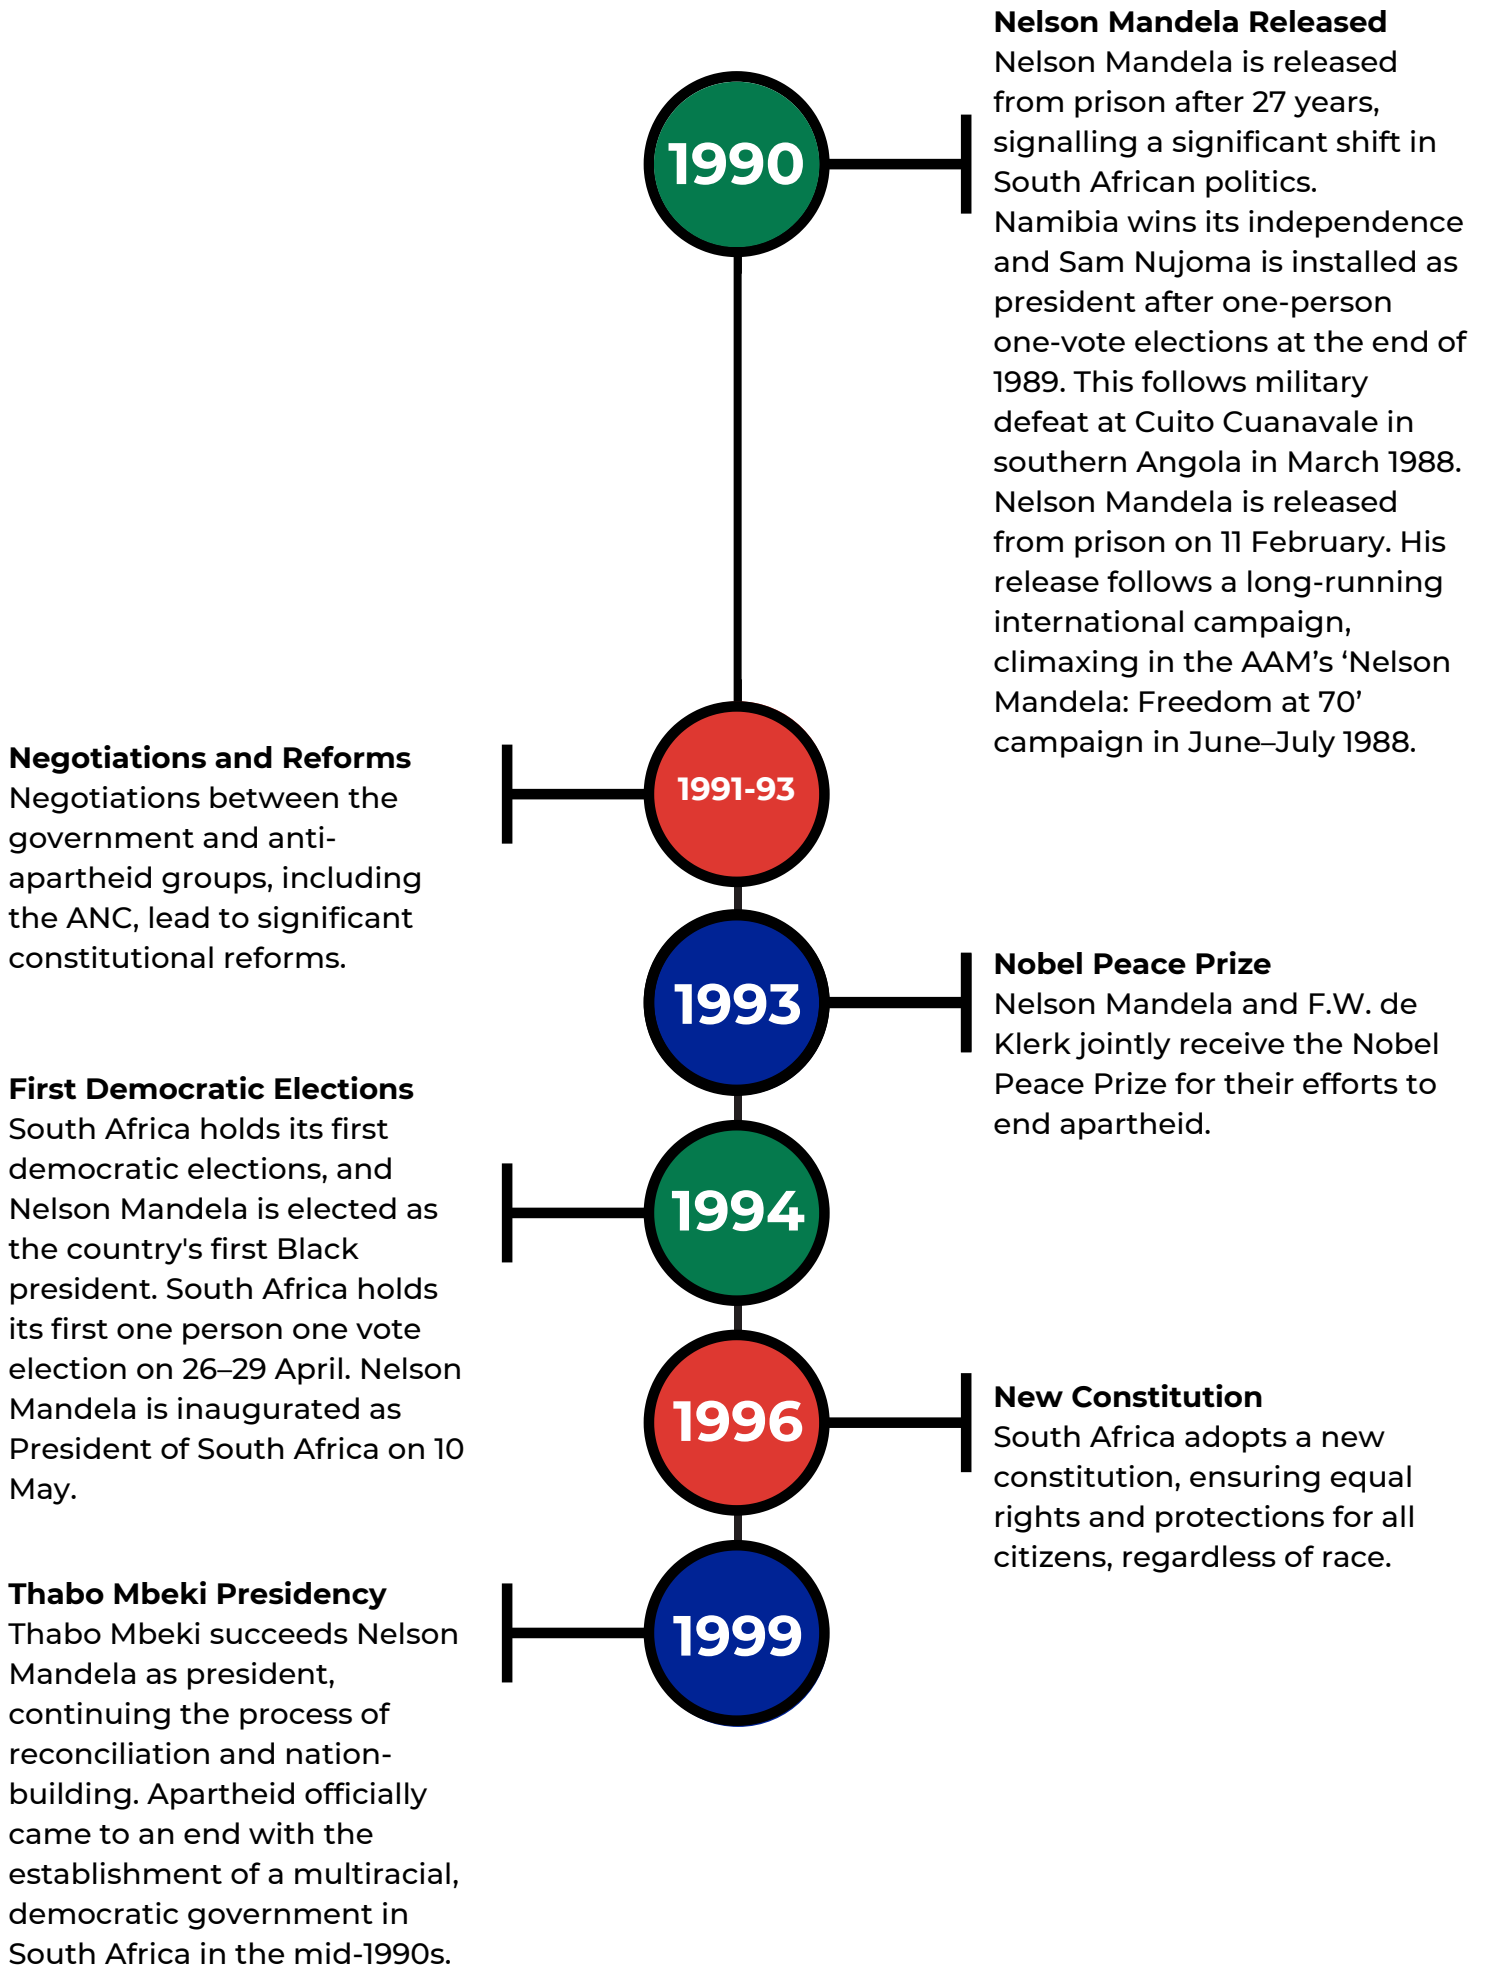 Nelson Mandela Released
Nelson Mandela is released
from prison after 27 years,
signalling a significant shift in
South African politics.
Namibia wins its independence
and Sam Nujoma is installed as
president after one-person
one-vote elections at the end of
1989. This follows military
defeat at Cuito Cuanavale in
southern Angola in March 1988.
Nelson Mandela is released
from prison on 11 February. His
release follows a long-running
international campaign,
climaxing in the AAM’s ‘Nelson
Mandela: Freedom at 70’
campaign in June–July 1988.
1990
Negotiations and Reforms
Negotiations between the
government and anti-
apartheid groups, including
the ANC, lead to significant
constitutional reforms.
1991-93
1993
Nobel Peace Prize
Nelson Mandela and F.W. de
Klerk jointly receive the Nobel
Peace Prize for their efforts to
end apartheid.
First Democratic Elections
South Africa holds its first
democratic elections, and
Nelson Mandela is elected as
the country's first Black
president. South Africa holds
its first one person one vote
election on 26–29 April. Nelson
Mandela is inaugurated as
President of South Africa on 10
May.
1994
1996
New Constitution
South Africa adopts a new
constitution, ensuring equal
rights and protections for all
citizens, regardless of race.
Thabo Mbeki Presidency
Thabo Mbeki succeeds Nelson
Mandela as president,
continuing the process of
reconciliation and nation-
building. Apartheid officially
came to an end with the
establishment of a multiracial,
democratic government in
South Africa in the mid-1990s.
1999